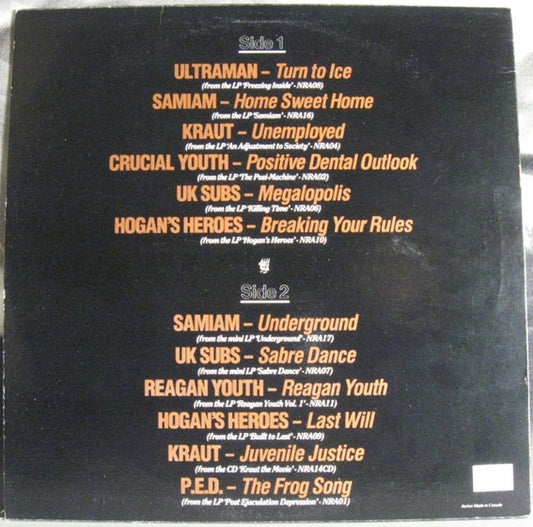 Side 1
ULTRAMAN – Turn to Ice
(from the LP 'Freezing Inside' - NRA08)
SAMIAM – Home Sweet Home
(from the LP 'Samiam' - NRA16)
KRAUT – Unemployed
(from the LP 'An Adjustment to Society' - NRA04)
CRUCIAL YOUTH – Positive Dental Outlook
(from the LP 'The Posi-Machine' - NRA02)
UK SUBS – Megalopolis
(from the LP 'Killing Time' - NRA06)
HOGAN'S HEROES – Breaking Your Rules
(from the LP 'Hogan's Heroes' - NRA10)
Side 2
SAMIAM – Underground
(from the mini LP 'Underground' - NRA17)
UK SUBS – Sabre Dance
(from the mini LP 'Sabre Dance' - NRA07)
REAGAN YOUTH – Reagan Youth
(from the LP 'Reagan Youth Vol. 1' - NRA11)
HOGAN'S HEROES – Last Will
(from the LP 'Built to Last' - NRA09)
KRAUT – Juvenile Justice
(from the CD 'Kraut the Movie' - NRA14CD)
P.E.D. – The Frog Song
(from the LP 'Post Ejaculation Depression' - NRA01)
Jacket Made in Canada